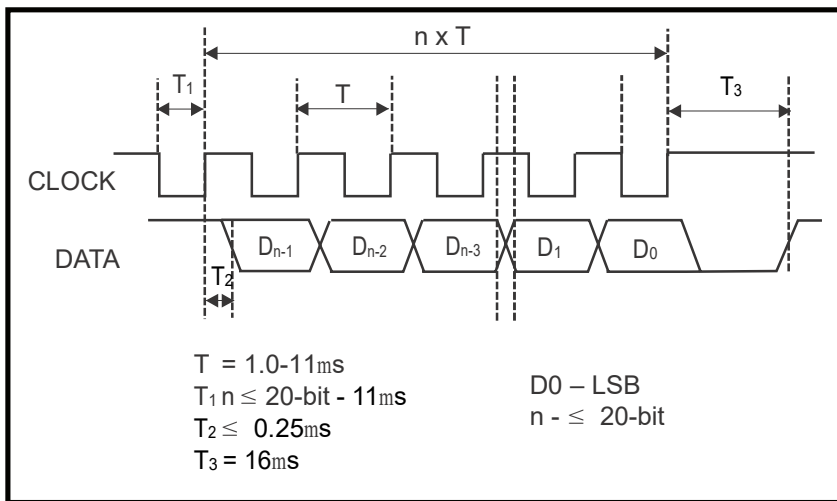 n x T
T₁
T
T₃
CLOCK
DATA
Dn-1
Dn-2
Dn-3
D₁
D₀
T₂
T = 1.0-11ms
T₁ n ≤ 20-bit - 11ms
T₂ ≤ 0.25ms
T₃ = 16ms
D0 – LSB
n - ≤ 20-bit